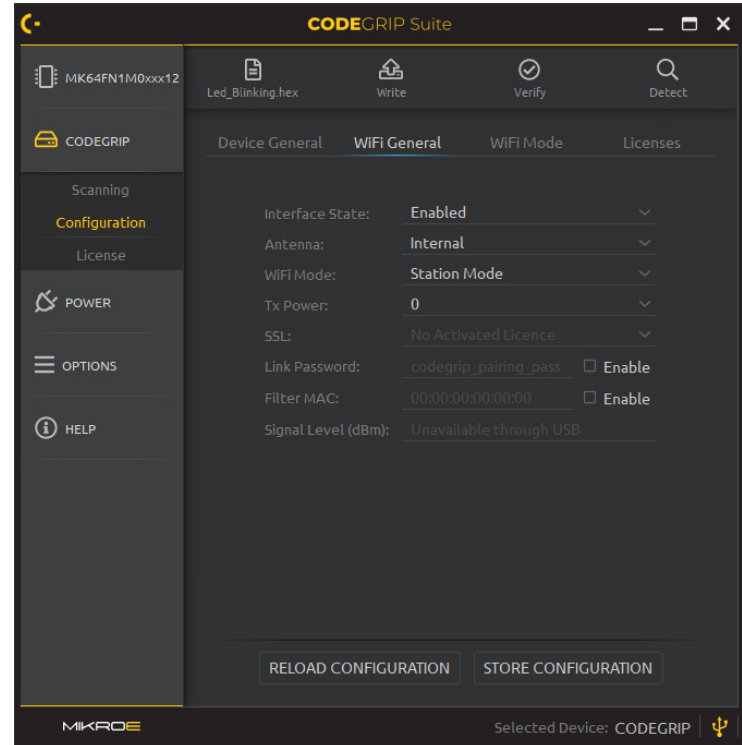 CODEGRIP Suite
MK64FN1M0xxx12
Led_Blinking.hex
Write
Verify
Detect
CODEGRIP
Scanning
Configuration
License
POWER
OPTIONS
HELP
Device General
WiFi General
WiFi Mode
Licenses
Interface State: Enabled
Antenna: Internal
WiFi Mode: Station Mode
Tx Power: 0
SSL: No Activated Licence
Link Password: codegrip_pairing_pass Enable
Filter MAC: 00:00:00:00:00:00 Enable
Signal Level (dBm): Unavailable through USB
RELOAD CONFIGURATION
STORE CONFIGURATION
MIKROE
Selected Device: CODEGRIP